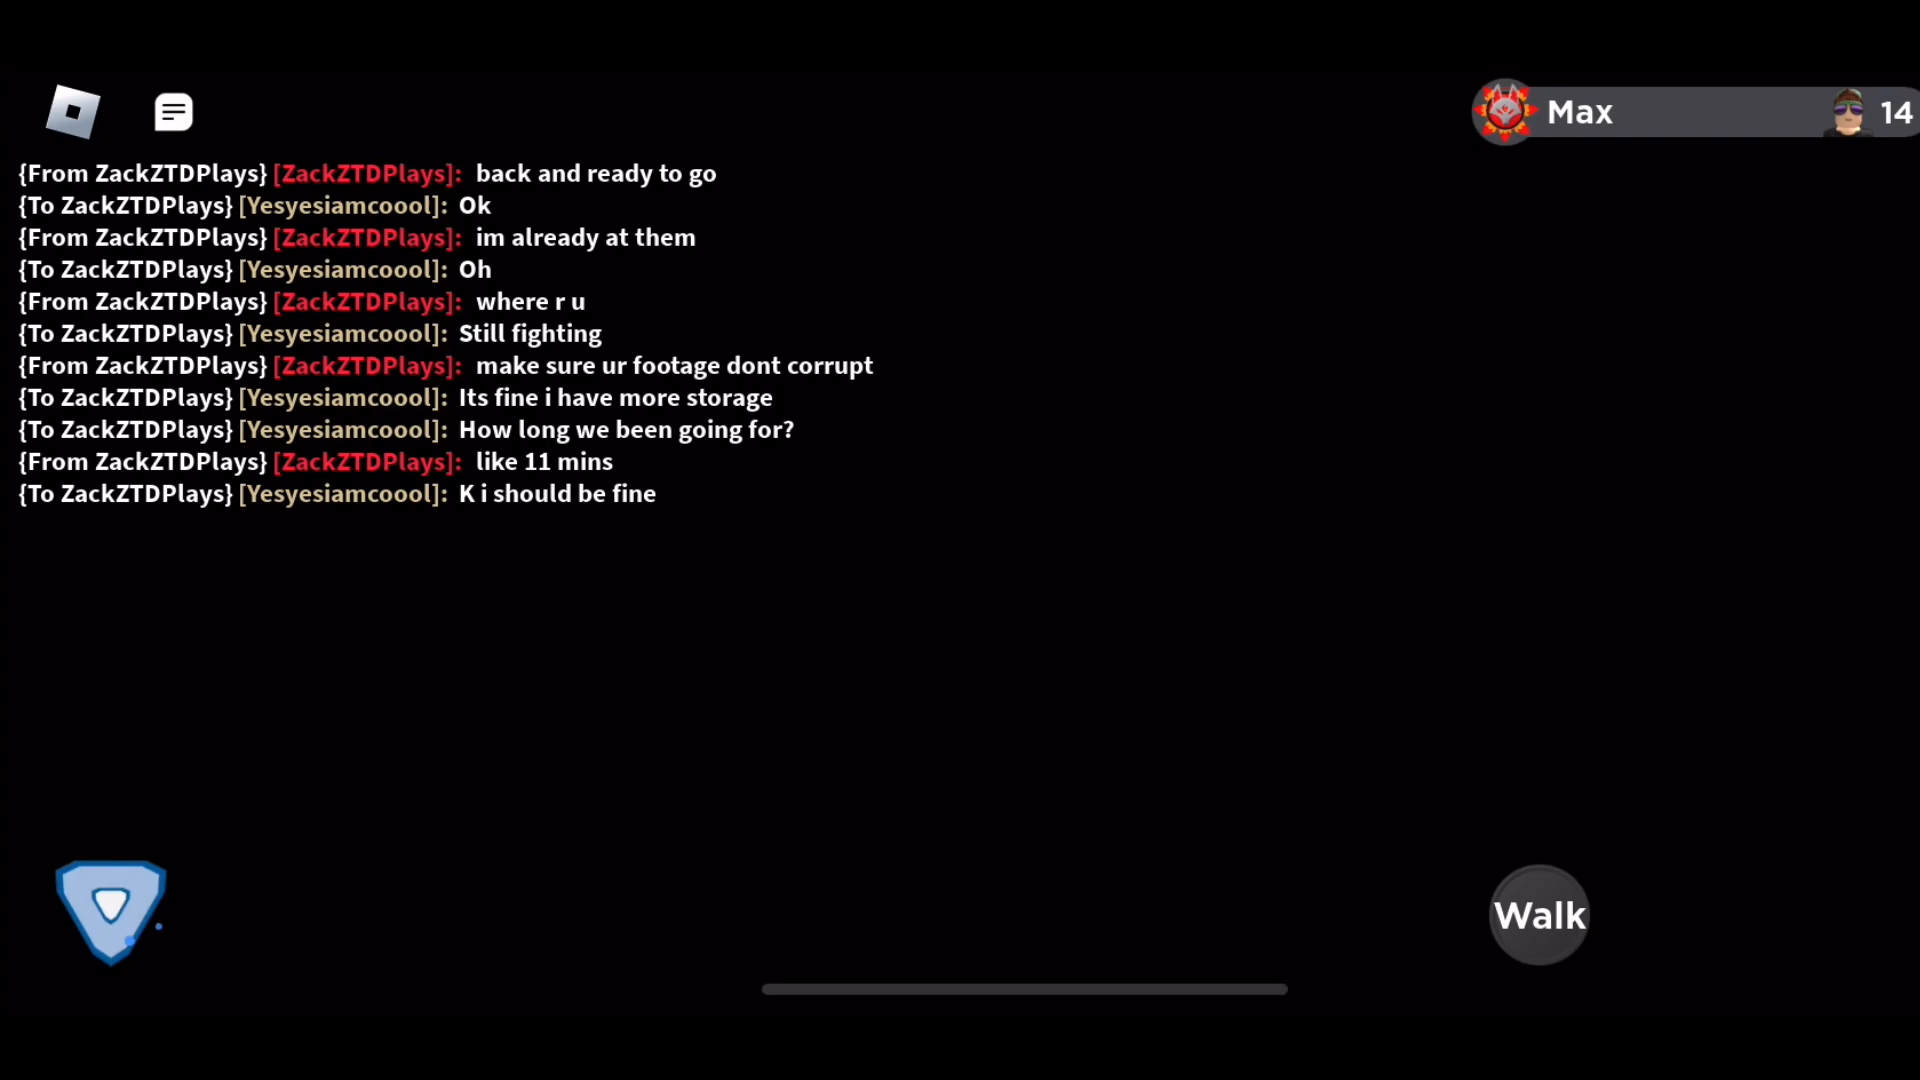 Max 14
{From ZackZTDPlays} [ZackZTDPlays]: back and ready to go
{To ZackZTDPlays} [Yesyesiamcoool]: Ok
{From ZackZTDPlays} [ZackZTDPlays]: im already at them
{To ZackZTDPlays} [Yesyesiamcoool]: Oh
{From ZackZTDPlays} [ZackZTDPlays]: where r u
{To ZackZTDPlays} [Yesyesiamcoool]: Still fighting
{From ZackZTDPlays} [ZackZTDPlays]: make sure ur footage dont corrupt
{To ZackZTDPlays} [Yesyesiamcoool]: Its fine i have more storage
{To ZackZTDPlays} [Yesyesiamcoool]: How long we been going for?
{From ZackZTDPlays} [ZackZTDPlays]: like 11 mins
{To ZackZTDPlays} [Yesyesiamcoool]: K i should be fine
Walk